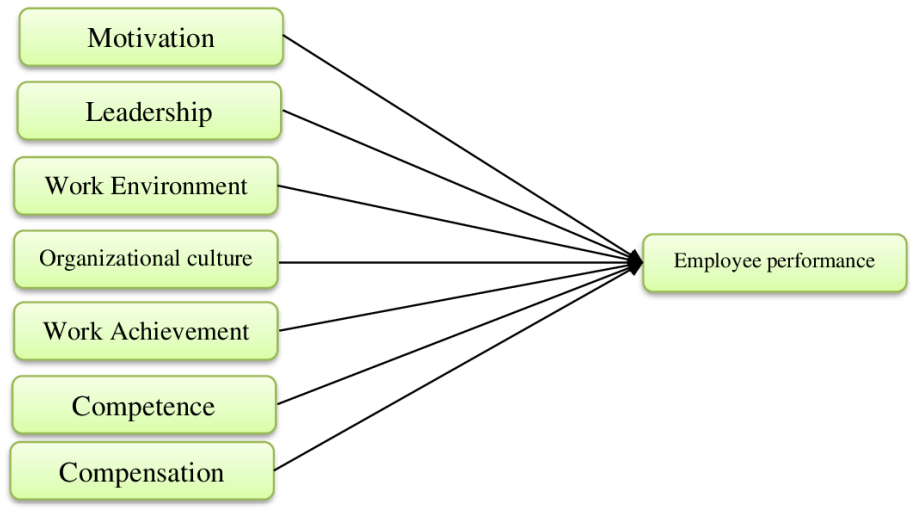 Motivation
Leadership
Work Environment
Organizational culture
Work Achievement
Competence
Compensation
Employee performance